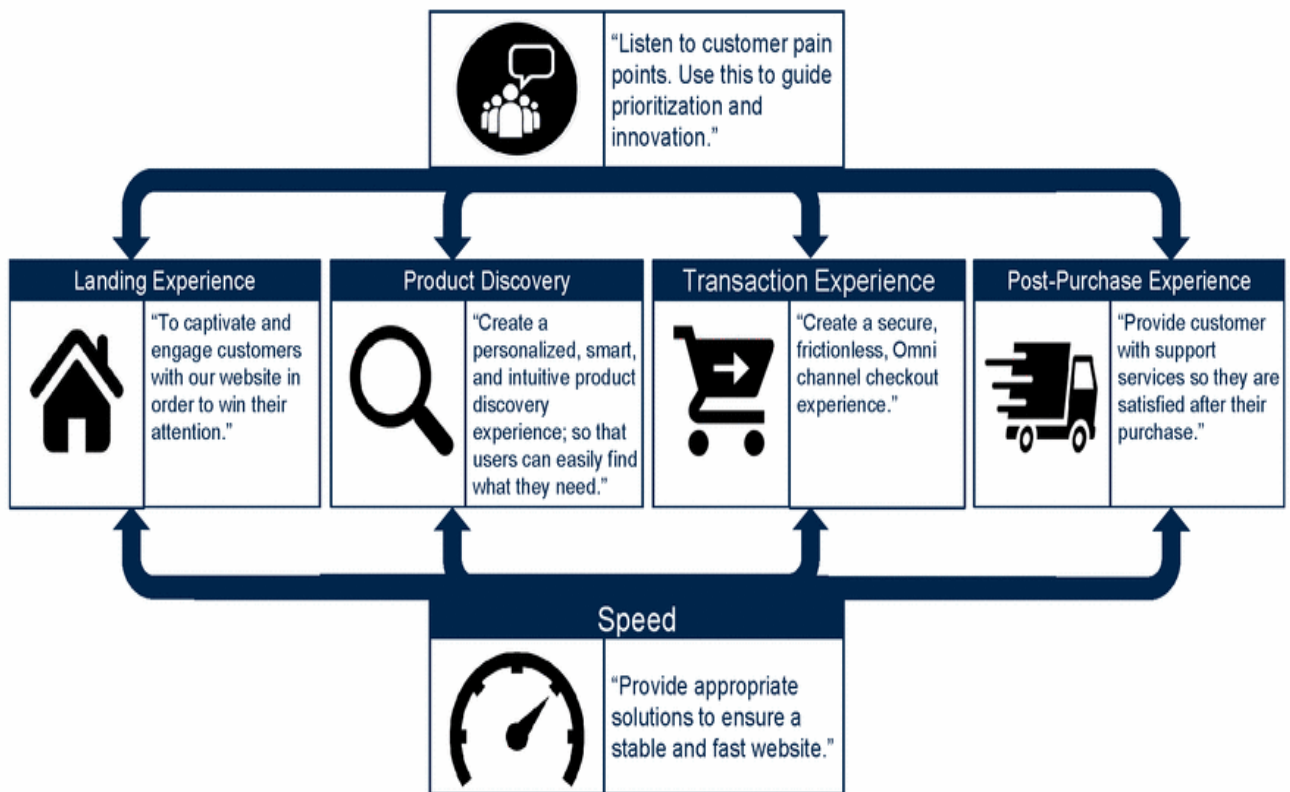 “Listen to customer pain
points. Use this to guide
prioritization and
innovation.”
Landing Experience
“To captivate and
engage customers
with our website in
order to win their
attention.”
Product Discovery
“Create a
personalized, smart,
and intuitive product
discovery
experience; so that
users can easily find
what they need.”
Transaction Experience
“Create a secure,
frictionless, Omni
channel checkout
experience.”
Post-Purchase Experience
“Provide customer
with support
services so they are
satisfied after their
purchase.”
Speed
“Provide appropriate
solutions to ensure a
stable and fast website.”